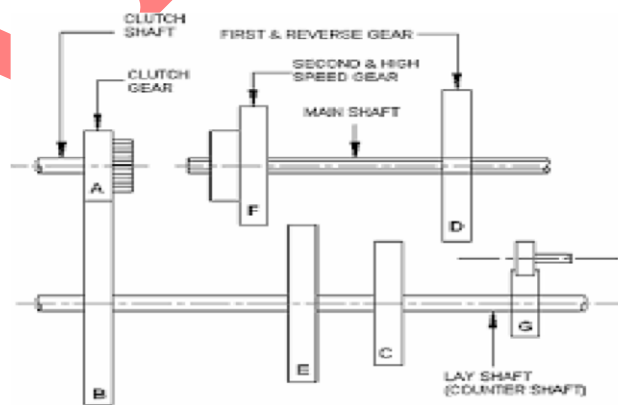 CLUTCH
SHAFT
FIRST & REVERSE GEAR
CLUTCH
GEAR
SECOND & HIGH
SPEED GEAR
MAIN SHAFT
A
F
D
E
C
G
B
LAY SHAFT
(COUNTER SHAFT)